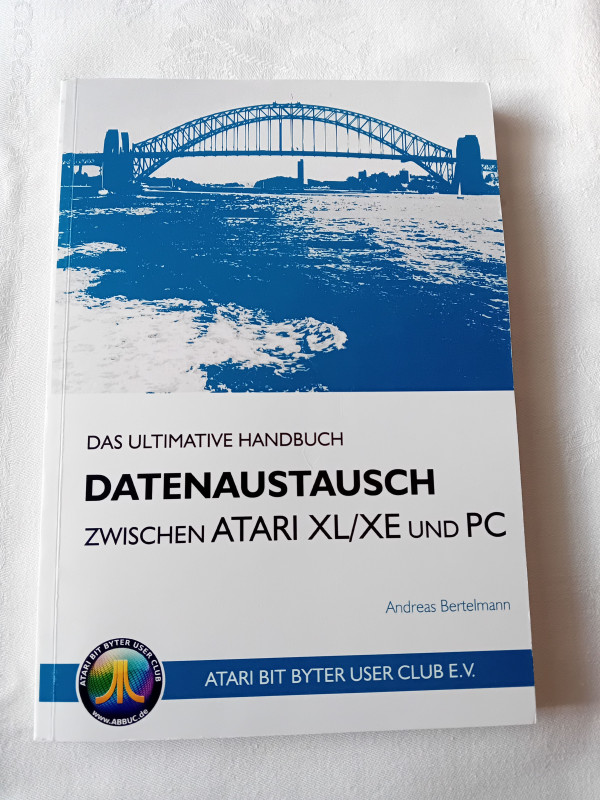 DAS ULTIMATIVE HANDBUCH
DATENAUSTAUSCH
ZWISCHEN ATARI XL/XE UND PC
Andreas Bertelmann
ATARI BIT BYTER USER CLUB
www.ABBUC.de
ATARI BIT BYTER USER CLUB E.V.